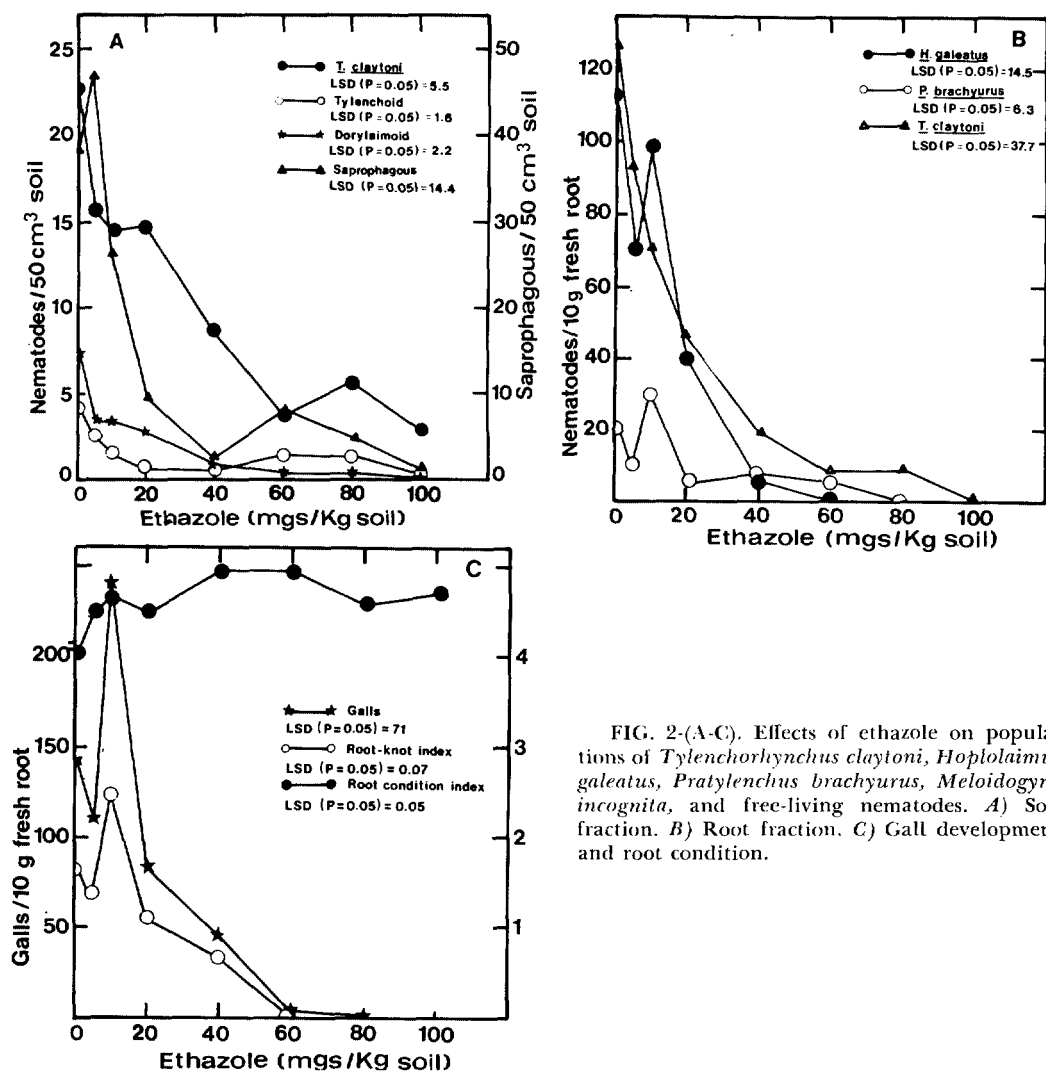 A
T. claytoni
LSD (P=0.05)=5.5
Tylenchoid
LSD (P=0.05)=1.6
Dorylaimoid
LSD (P=0.05)=2.2
Saprophagous
LSD (P=0.05)=14.4
Nematodes/50cm³ soil
25
20
15
10
5
0
Saprophagous/50 cm³ soil
50
40
30
20
10
0
0 20 40 60 80 100
Ethazole (mgs/Kg soil)
B
H. galeatus
LSD (P=0.05)=14.5
P. brachyurus
LSD (P=0.05)=6.3
T. claytoni
LSD(P=0.05)=37.7
Nematodes/10g fresh root
120
100
80
60
40
20
0 20 40 60 80 100
Ethazole (mgs/Kg soil)
C
Galls
LSD (P=0.05)=71
Root-knot index
LSD (P=0.05)=0.07
Root condition index
LSD (P=0.05)=0.05
Galls/10 g fresh root
200
150
100
50
5
4
3
2
1
0 20 40 60 80 100
Ethazole (mgs/Kg soil)
FIG. 2-(A-C). Effects of ethazole on popula-
tions of Tylenchorhynchus claytoni, Hoplolaimu
galeatus, Pratylenchus brachyurus, Meloidogyn
incognita, and free-living nematodes. A) So
fraction. B) Root fraction. C) Gall developmen
and root condition.